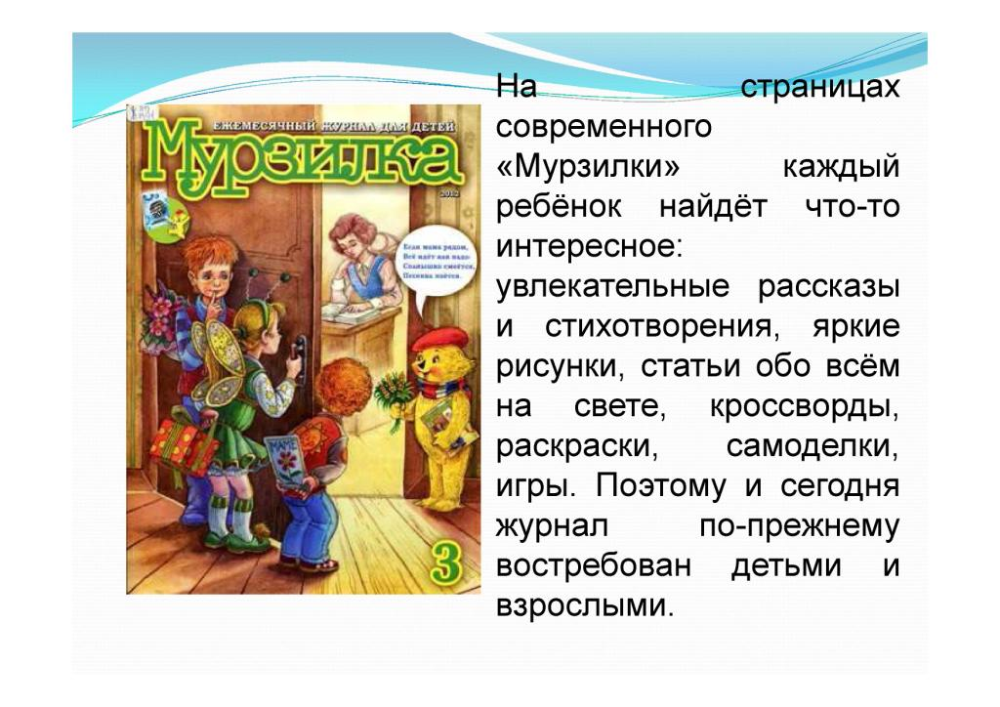 ЕЖЕМЕСЯЧНЫЙ ЖУРНАЛ ДЛЯ ДЕТЕЙ
Мурзилка
2012
Если мама рядом,
Всё идёт как надо:
Солнышко смеётся,
Песенка поётся.
МАМЕ
3
На страницах
современного
«Мурзилки» каждый
ребёнок найдёт что-то
интересное:
увлекательные рассказы
и стихотворения, яркие
рисунки, статьи обо всём
на свете, кроссворды,
раскраски, самоделки,
игры. Поэтому и сегодня
журнал по-прежнему
востребован детьми и
взрослыми.